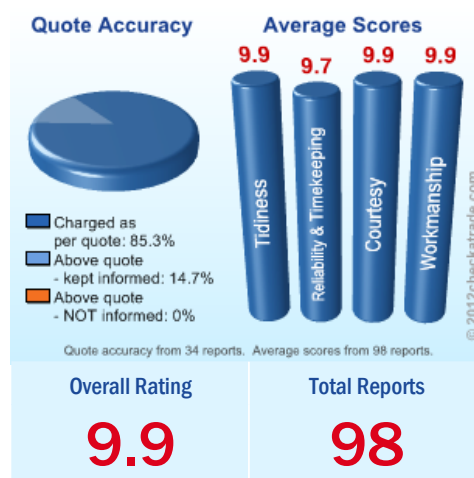 Quote Accuracy
Average Scores
9.9
9.7
9.9
9.9
Tidiness
Reliability & Timekeeping
Courtesy
Workmanship
Charged as
per quote: 85.3%
Above quote
- kept informed: 14.7%
Above quote
- NOT informed: 0%
© 2012checkatrade.com
Quote accuracy from 34 reports. Average scores from 98 reports.
Overall Rating
Total Reports
9.9
98